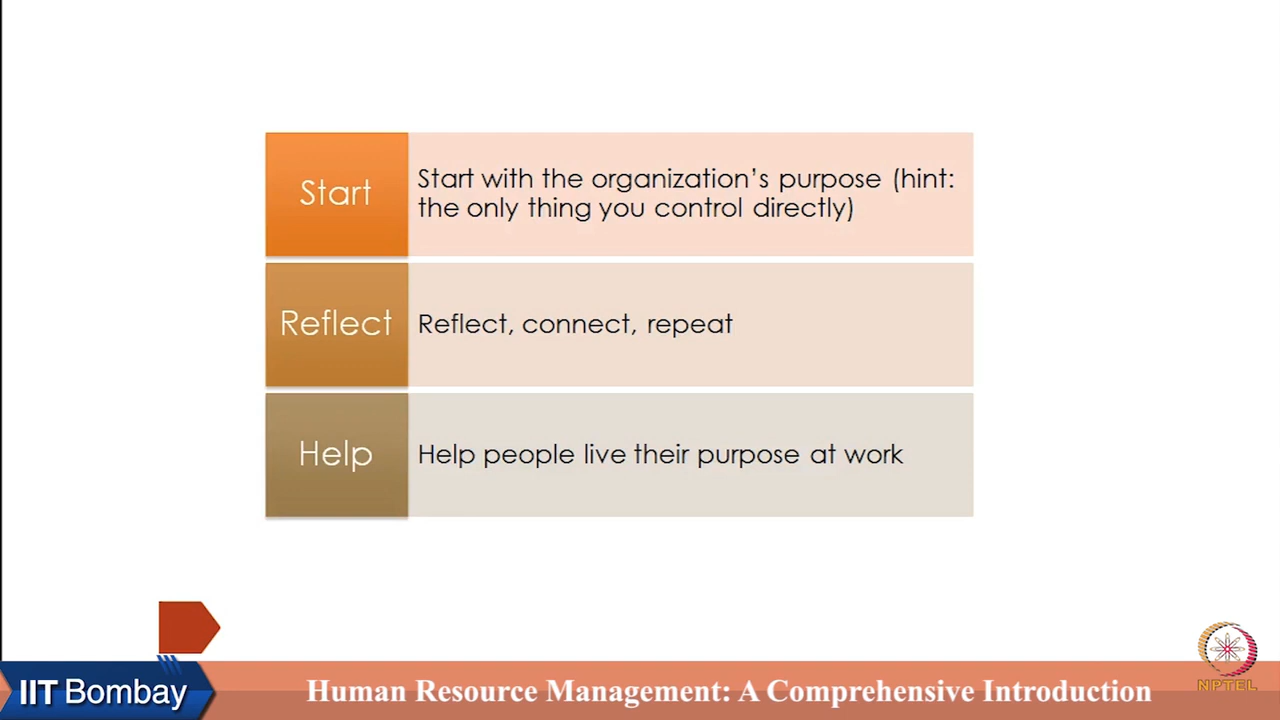 Start
Start with the organization's purpose (hint:
the only thing you control directly)
Reflect
Reflect, connect, repeat
Help
Help people live their purpose at work
IIT Bombay
Human Resource Management: A Comprehensive Introduction
NPTEL